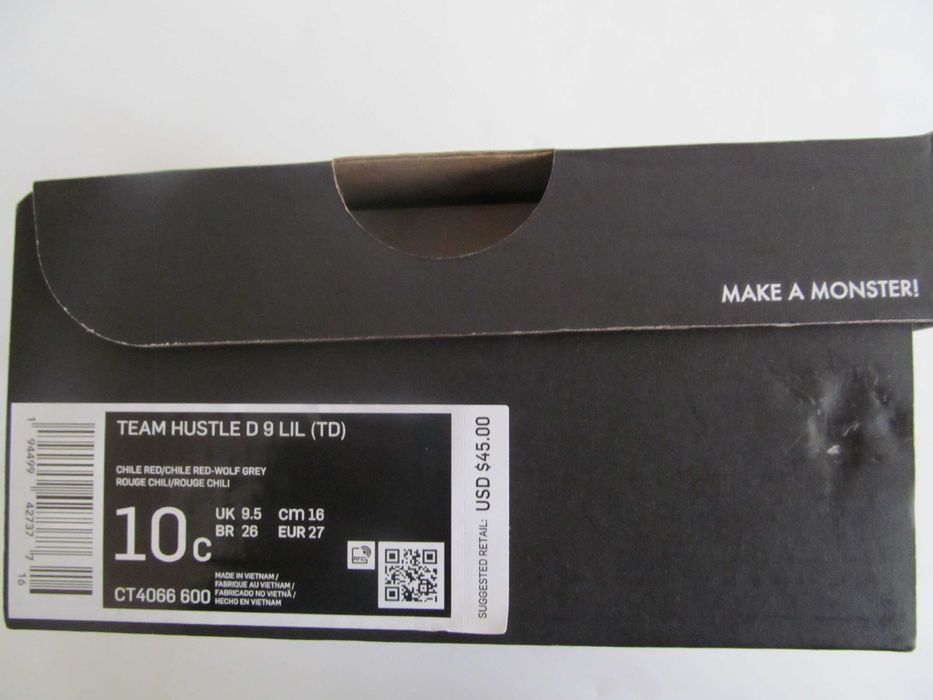 MAKE A MONSTER!
TEAM HUSTLE D 9 LIL (TD)
CHILE RED/CHILE RED-WOLF GREY
ROUGE CHILI/ROUGE CHILI
10C
UK 9.5 cm 16
BR 26 EUR 27
RFID
CT4066 600
MADE IN VIETNAM /
FABRIQUE AU VIETNAM /
FABRICADO NO VIETNÃ /
HECHO EN VIETNAM
1 94499 42737 7
16
SUGGESTED RETAIL: USD $45.00